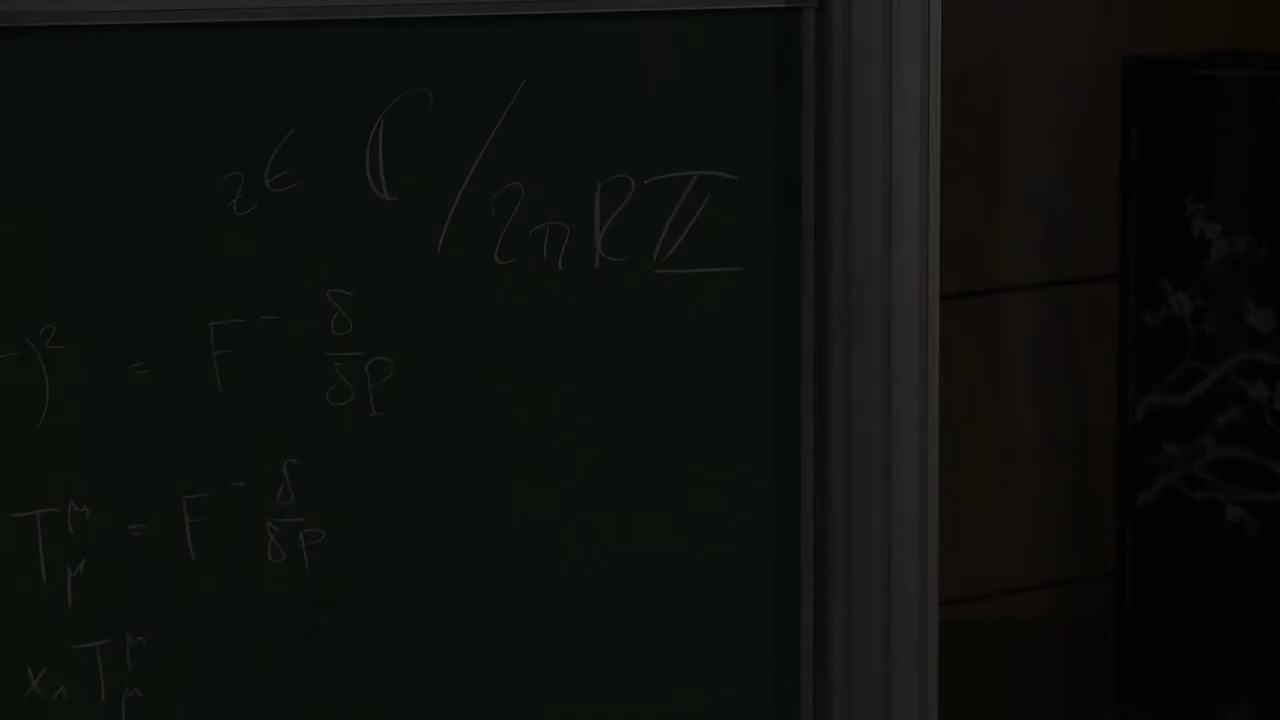 z ∈ ℂ / 2πRℤ
)² = F - δ/δP
T^μ_μ = F - δ/δP
T^μ_μ